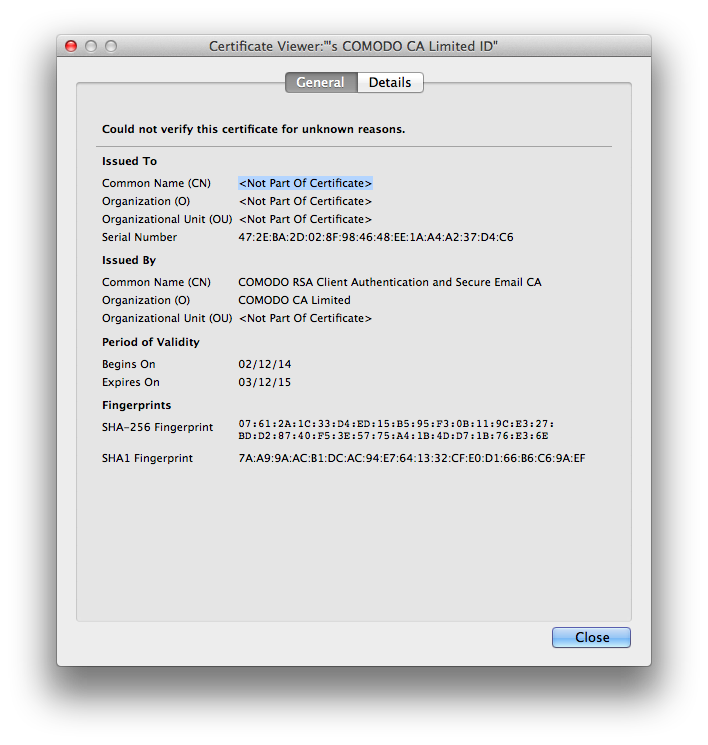 Certificate Viewer:"'s COMODO CA Limited ID"
General Details
Could not verify this certificate for unknown reasons.
Issued To
Common Name (CN) <Not Part Of Certificate>
Organization (O) <Not Part Of Certificate>
Organizational Unit (OU) <Not Part Of Certificate>
Serial Number 47:2E:BA:2D:02:8F:98:46:48:EE:1A:A4:A2:37:D4:C6
Issued By
Common Name (CN) COMODO RSA Client Authentication and Secure Email CA
Organization (O) COMODO CA Limited
Organizational Unit (OU) <Not Part Of Certificate>
Period of Validity
Begins On 02/12/14
Expires On 03/12/15
Fingerprints
SHA-256 Fingerprint 07:61:2A:1C:33:D4:ED:15:B5:95:F3:0B:11:9C:E3:27:
BD:D2:87:40:F5:3E:57:75:A4:1B:4D:D7:1B:76:E3:6E
SHA1 Fingerprint 7A:A9:9A:AC:B1:DC:AC:94:E7:64:13:32:CF:E0:D1:66:B6:C6:9A:EF
Close